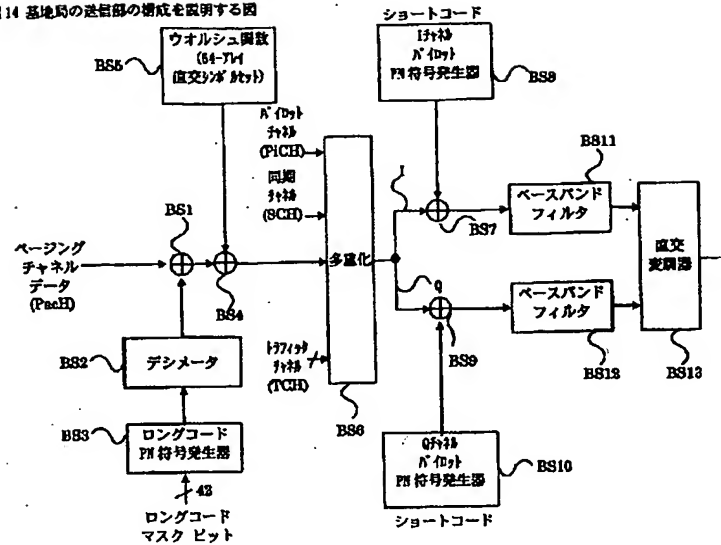 14 基地局の送信部の構成を説明する図
ショートコード
ウオルシュ関数
(64-アレイ
直交シンボルセット)
BS5
Iチャネル
パイロット
PN 符号発生器
BS8
パイロット
チャネル
(PiCH)
同期
チャネル
(SCH)
BS11
ベースバンド
フィルタ
I
BS7
BS1
ページング
チャネル
データ
(PacH)
BS4
多重化
直交
変調器
Q
BS9
ベースバンド
フィルタ
BS12
BS13
BS2
デシメータ
トラフィック
チャネル
(TCH)
BS6
BS3
ロングコード
PN 符号発生器
42
ロングコード
マスク ビット
Qチャネル
パイロット
PN 符号発生器
BS10
ショートコード